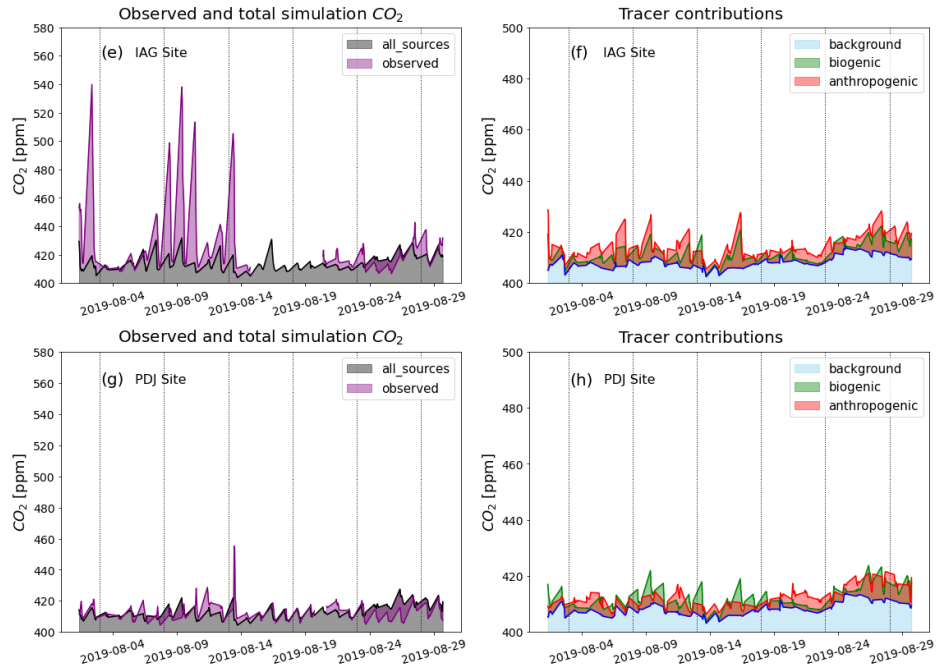 Observed and total simulation CO2
Tracer contributions
(e) IAG Site
all_sources
observed
CO2 [ppm]
580
560
540
520
500
480
460
440
420
400
2019-08-04
2019-08-09
2019-08-14
2019-08-19
2019-08-24
2019-08-29
(f) IAG Site
background
biogenic
anthropogenic
CO2 [ppm]
500
480
460
440
420
400
2019-08-04
2019-08-09
2019-08-14
2019-08-19
2019-08-24
2019-08-29
Observed and total simulation CO2
Tracer contributions
(g) PDJ Site
all_sources
observed
CO2 [ppm]
580
560
540
520
500
480
460
440
420
400
2019-08-04
2019-08-09
2019-08-14
2019-08-19
2019-08-24
2019-08-29
(h) PDJ Site
background
biogenic
anthropogenic
CO2 [ppm]
500
480
460
440
420
400
2019-08-04
2019-08-09
2019-08-14
2019-08-19
2019-08-24
2019-08-29